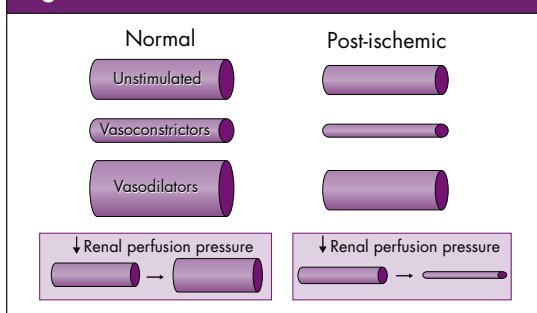 Normal
Post-ischemic
Unstimulated
Vasoconstrictors
Vasodilators
↓ Renal perfusion pressure
→
↓ Renal perfusion pressure
→